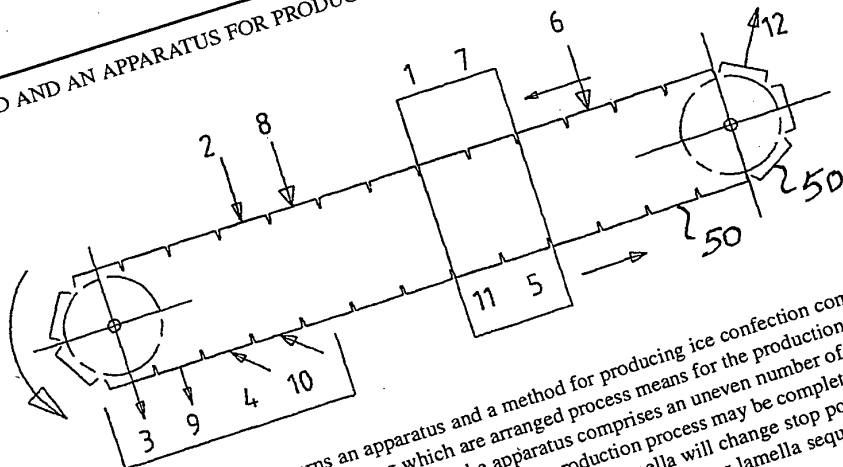 D AND AN APPARATUS FOR PRODUC
12
6
1 7
8
2
50
50
11 5
10
4
9
3
rns an apparatus and a method for producing ice confection con
which are arranged process means for the production
apparatus comprises an uneven number of
oduction process may be complet
lla will change stop po
lamella sequ